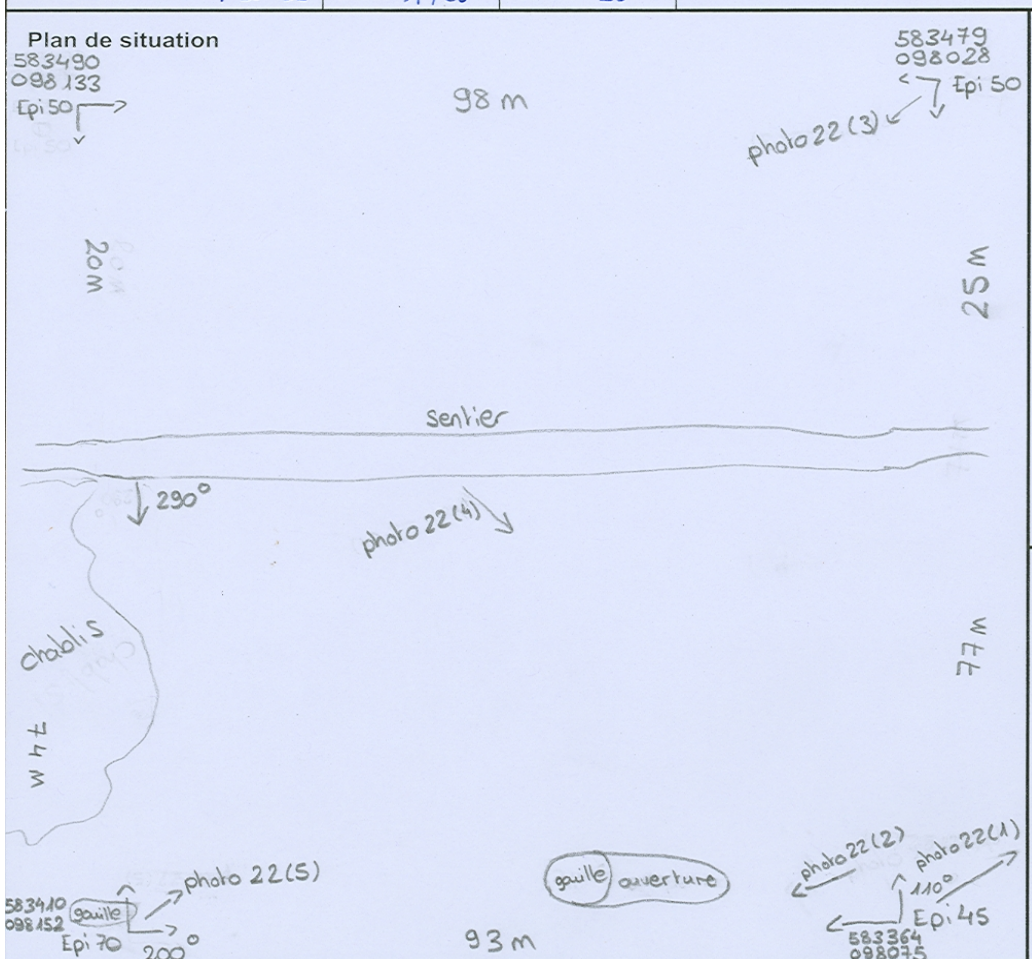 Plan de situation
583490
098133
Epi 50
98 m
583479
098028
Epi 50
photo 22 (3)
20 m
25 m
Sentier
290°
photo 22 (4)
chablis
77 m
74 m
photo 22 (2)
photo 22 (1)
110°
Epi 45
583364
098075
gouille
ouverture
photo 22 (5)
583410
098152
gouille
Epi 70
200°
93 m